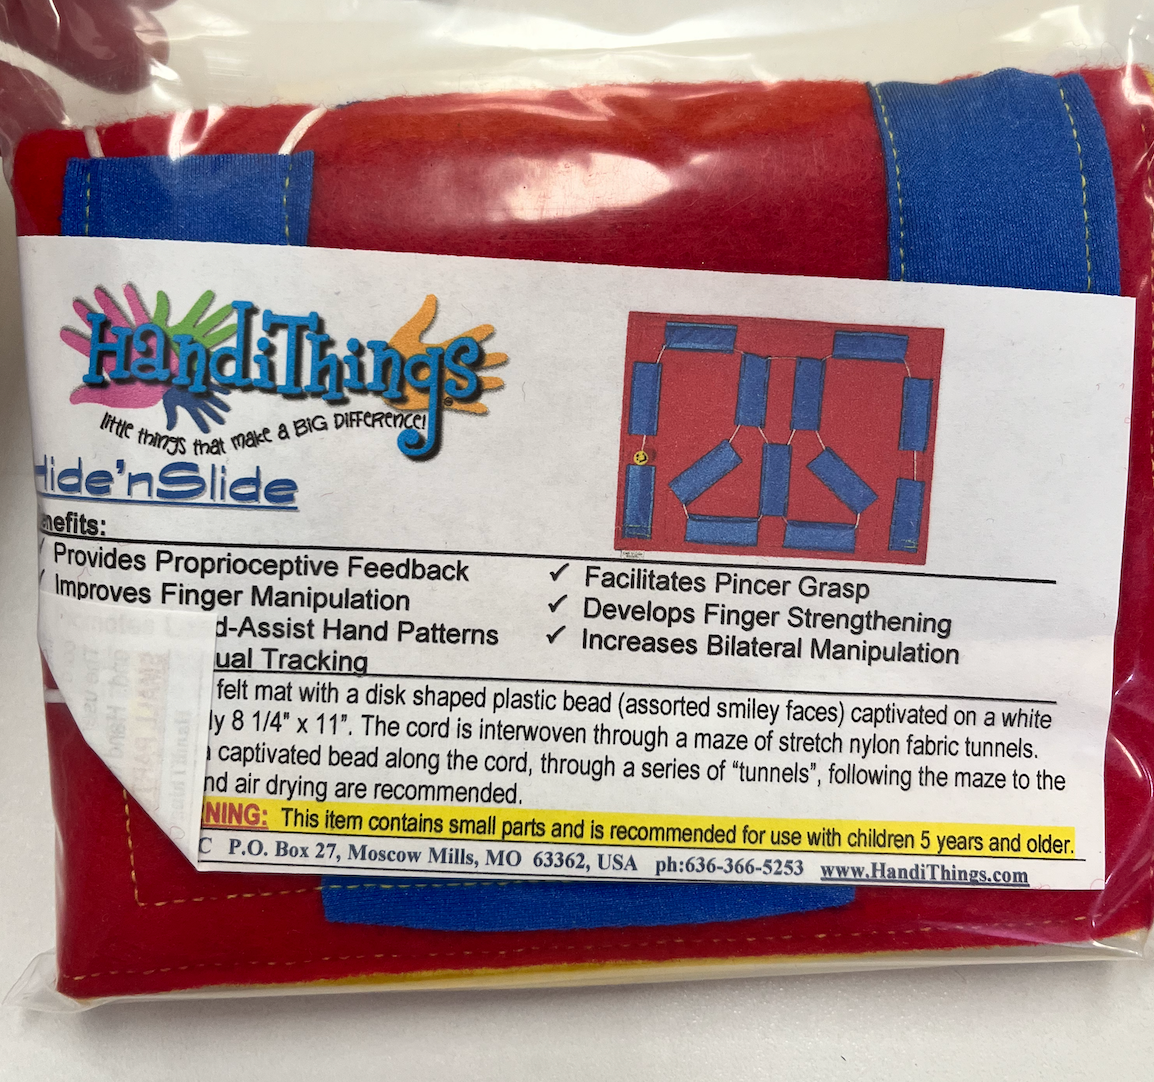 HandiThings
little things that make a BIG DIFFERENCE!
Hide'nSlide
nefits:
✓ Provides Proprioceptive Feedback
✓ Improves Finger Manipulation
d-Assist Hand Patterns
ual Tracking
✓ Facilitates Pincer Grasp
✓ Develops Finger Strengthening
✓ Increases Bilateral Manipulation
felt mat with a disk shaped plastic bead (assorted smiley faces) captivated on a white
ly 8 1/4" x 11". The cord is interwoven through a maze of stretch nylon fabric tunnels.
captivated bead along the cord, through a series of "tunnels", following the maze to the
nd air drying are recommended.
NING: This item contains small parts and is recommended for use with children 5 years and older.
C P.O. Box 27, Moscow Mills, MO 63362, USA ph:636-366-5253 www.HandiThings.com